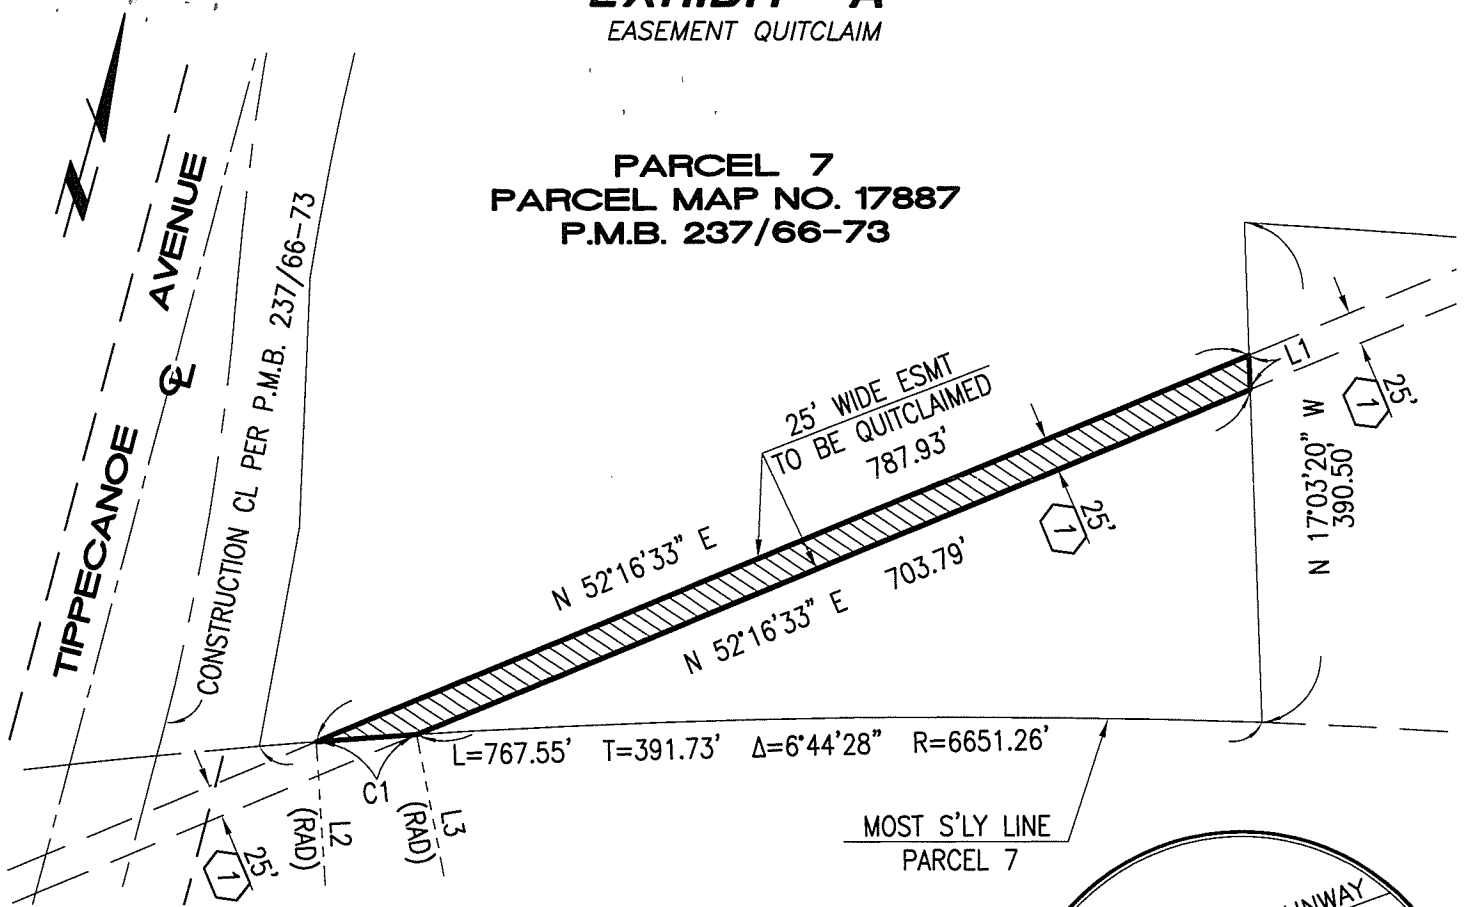 EXHIBIT "A"
EASEMENT QUITCLAIM
PARCEL 7
PARCEL MAP NO. 17887
P.M.B. 237/66-73
TIPPECANOE AVENUE
CL
CONSTRUCTION CL PER P.M.B. 237/66-73
25' WIDE ESMT
TO BE QUITCLAIMED
787.93'
N 52°16'33" E
N 52°16'33" E 703.79'
25'
1
L1
25'
1
N 17°03'20" W
390.50'
L=767.55' T=391.73' Δ=6°44'28" R=6651.26'
C1
L2
(RAD)
L3
(RAD)
25'
1
MOST S'LY LINE
PARCEL 7